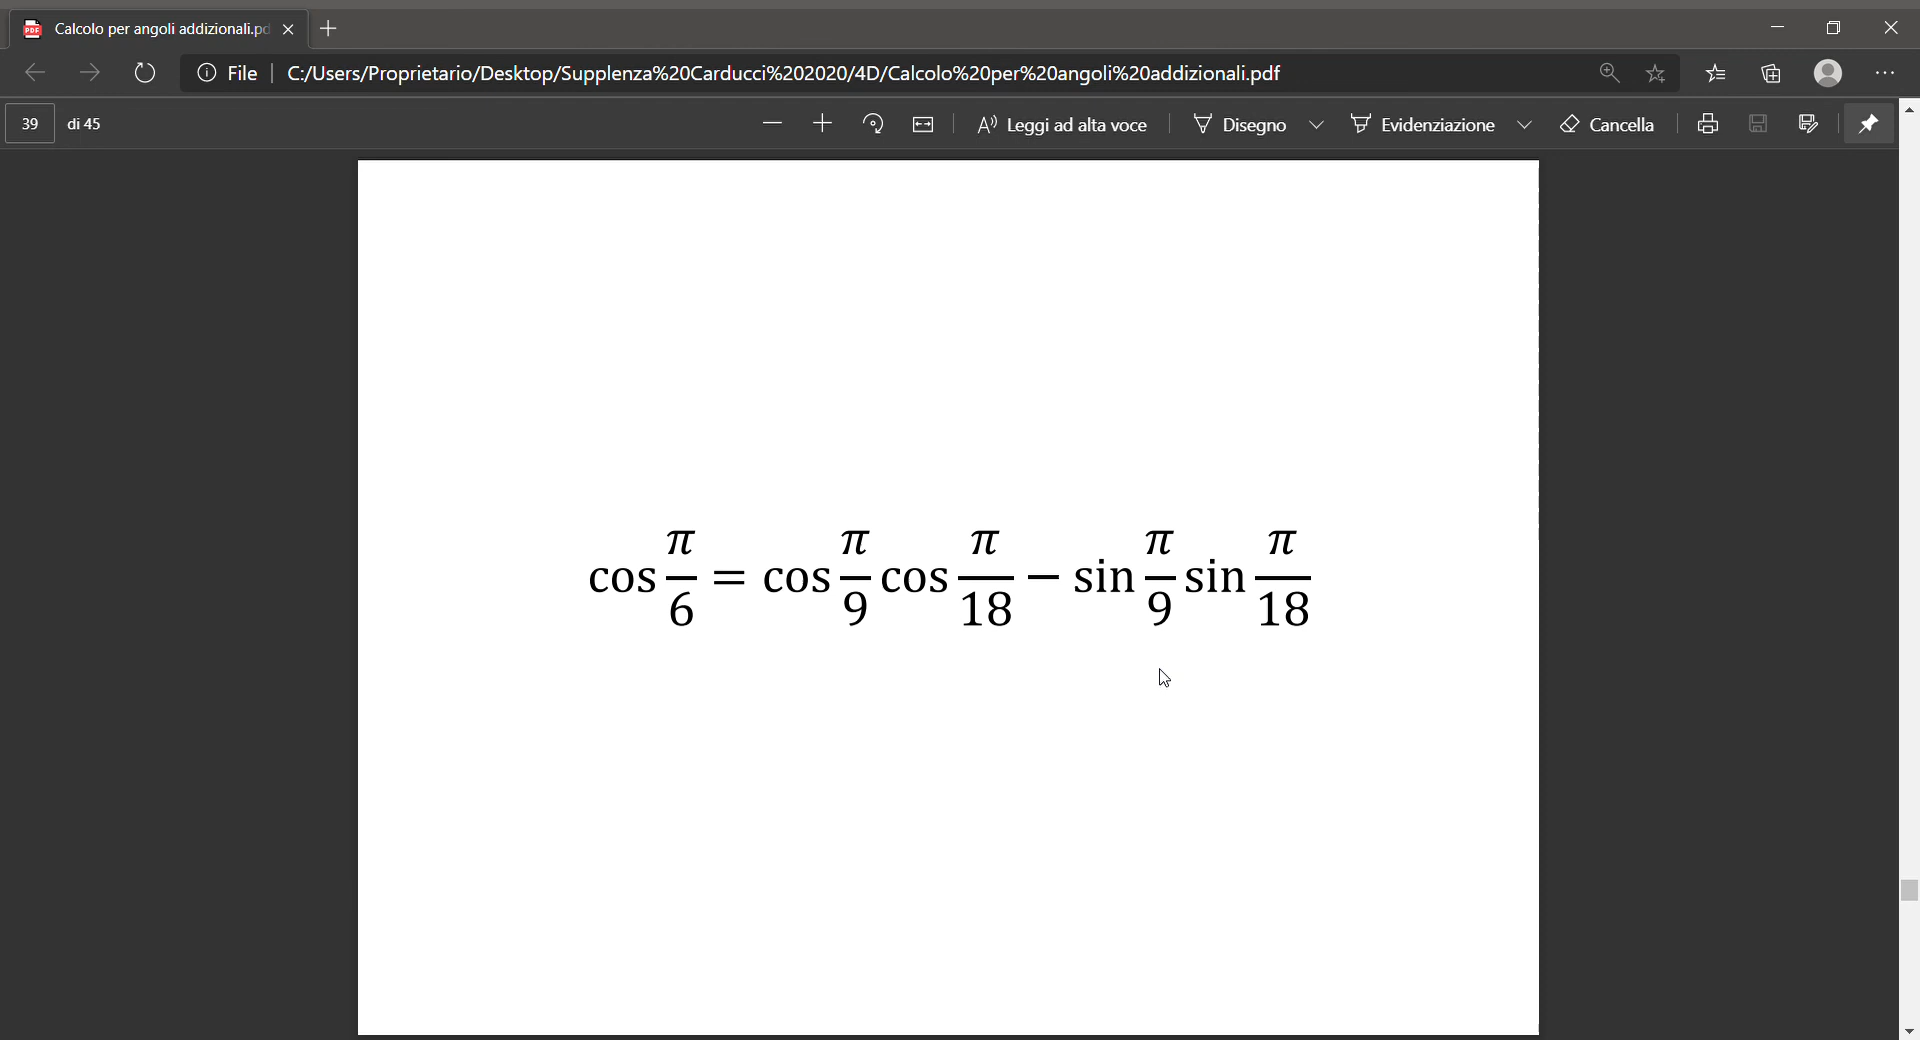 Calcolo per angoli addizionali.pd
File C:/Users/Proprietario/Desktop/Supplenza%20Carducci%202020/4D/Calcolo%20per%20angoli%20addizionali.pdf
39 di 45 Leggi ad alta voce Disegno Evidenziazione Cancella
cos π/6 = cos π/9 cos π/18 − sin π/9 sin π/18